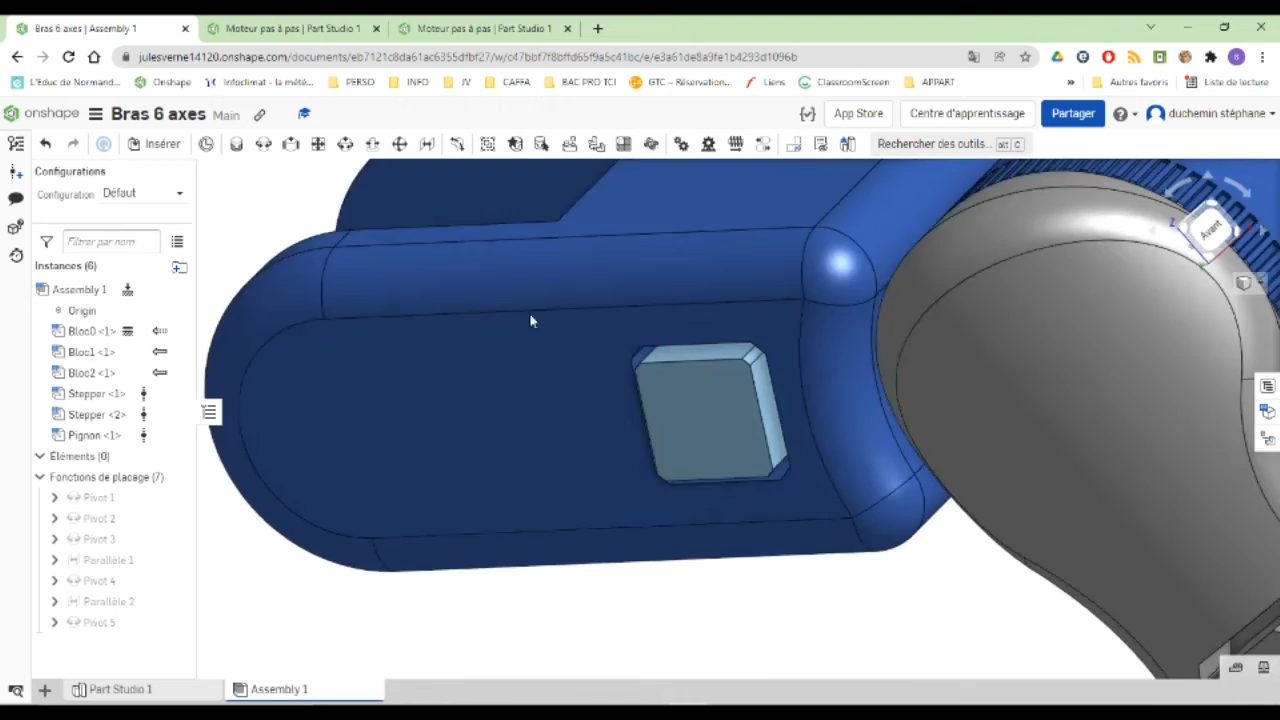 Bras 6 axes | Assembly 1
Moteur pas à pas | Part Studio 1
Moteur pas à pas | Part Studio 1
julesverne14120.onshape.com/documents/eb7121c8da61ac6355dfbf27/w/c47bbf7f8bffd65f9a5c41bc/e/e3a61de8a9fe1b4293d1096b
S
L'Éduc de Normand...
Onshape
Infoclimat - la mété...
PERSO
INFO
JV
CAFFA
BAC PRO TCI
GTC – Réservation...
Liens
ClassroomScreen
APPART
»
Autres favoris
Liste de lecture
onshape
Bras 6 axes
Main
App Store
Centre d'apprentissage
Partager
duchemin stéphane
Insérer
Rechercher des outils... alt C
Configurations
Configuration Défaut
Filtrer par nom
Instances (6)
Assembly 1
Origin
Bloc0 <1>
Bloc1 <1>
Bloc2 <1>
Stepper <1>
Stepper <2>
Pignon <1>
Éléments (0)
Fonctions de placage (7)
Pivot 1
Pivot 2
Pivot 3
Parallèle 1
Pivot 4
Parallèle 2
Pivot 5
Avant
Z
Part Studio 1
Assembly 1